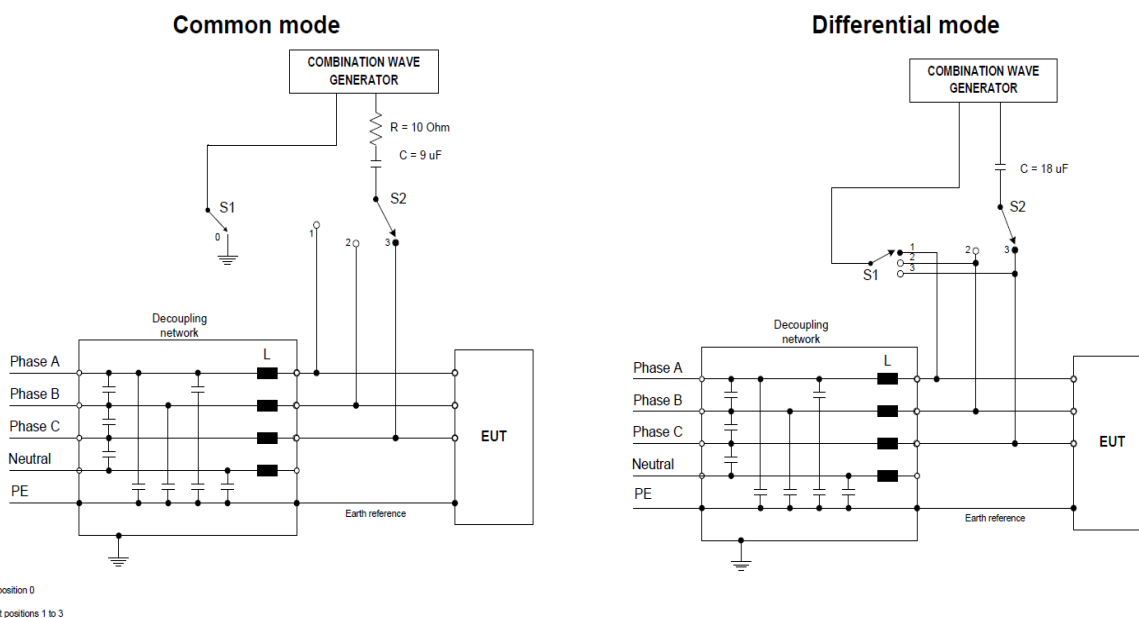 Common mode
COMBINATION WAVE
GENERATOR
R = 10 Ohm
C = 9 uF
S2
S1
0
1
2
3
Decoupling
network
L
Phase A
Phase B
Phase C
Neutral
PE
EUT
Earth reference
position 0
t positions 1 to 3
Differential mode
COMBINATION WAVE
GENERATOR
C = 18 uF
S2
1
2
3
S1
2
3
Decoupling
network
L
Phase A
Phase B
Phase C
Neutral
PE
EUT
Earth reference